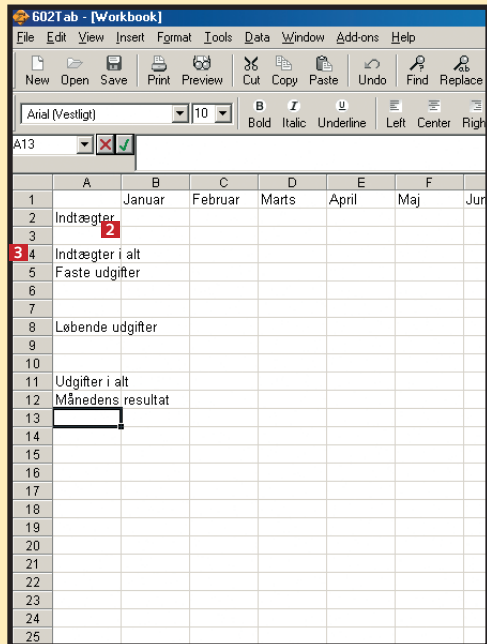 602Tab - [Workbook]
File Edit View Insert Format Tools Data Window Add-ons Help
New Open Save Print Preview Cut Copy Paste Undo Find Replace
Arial (Vestligt) 10 B Bold I Italic U Underline Left Center Righ
A13
A B C D E F
1 Januar Februar Marts April Maj Jun
2 Indtægter
2
3
3 4 Indtægter i alt
5 Faste udgifter
6
7
8 Løbende udgifter
9
10
11 Udgifter i alt
12 Månedens resultat
13
14
15
16
17
18
19
20
21
22
23
24
25